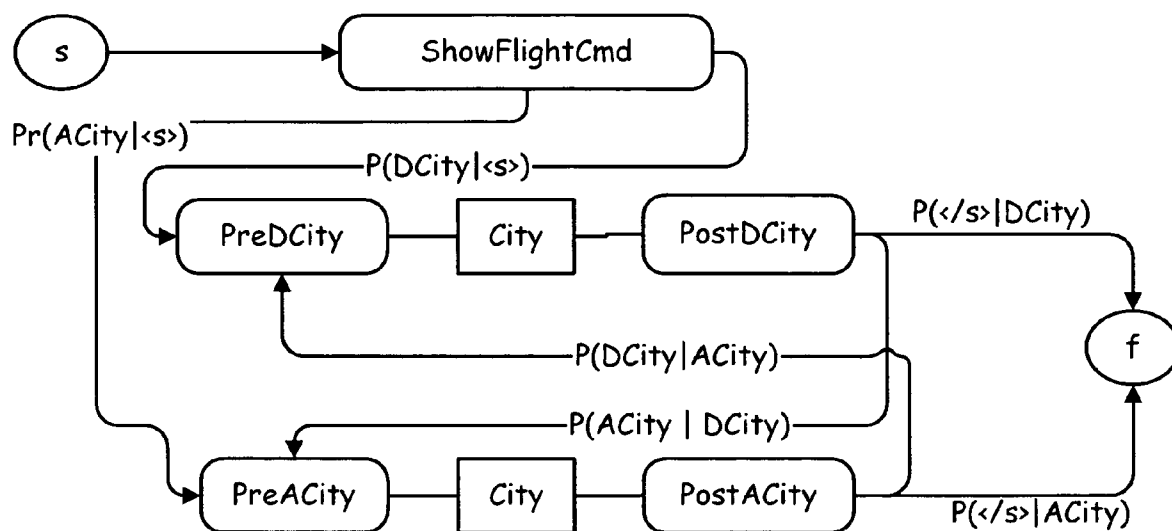 s
ShowFlightCmd
Pr(ACity|<s>)
P(DCity|<s>)
PreDCity
City
PostDCity
P(</s>|DCity)
f
P(DCity|ACity)
P(ACity | DCity)
PreACity
City
PostACity
P(</s>|ACity)